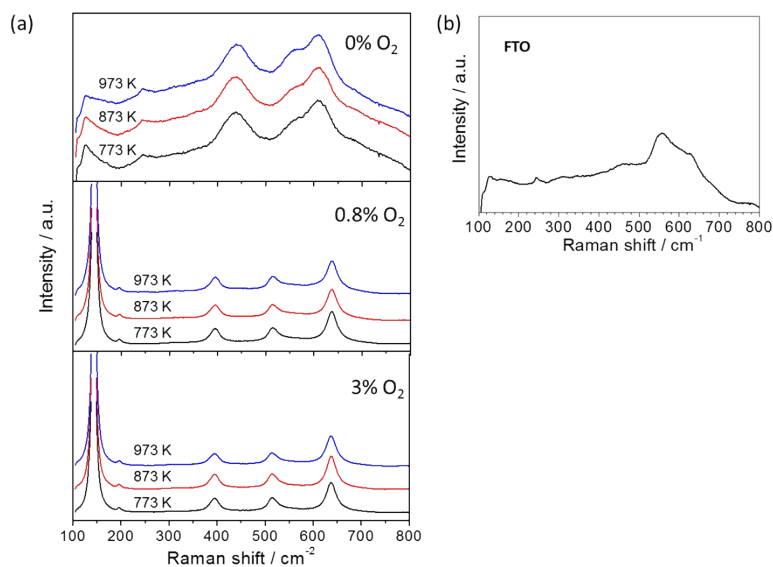 (a)
0% O2
973 K
873 K
773 K
0.8% O2
973 K
873 K
773 K
3% O2
973 K
873 K
773 K
Intensity / a.u.
100 200 300 400 500 600 700 800
Raman shift / cm-2
(b)
FTO
Intensity / a.u.
100 200 300 400 500 600 700 800
Raman shift / cm-1